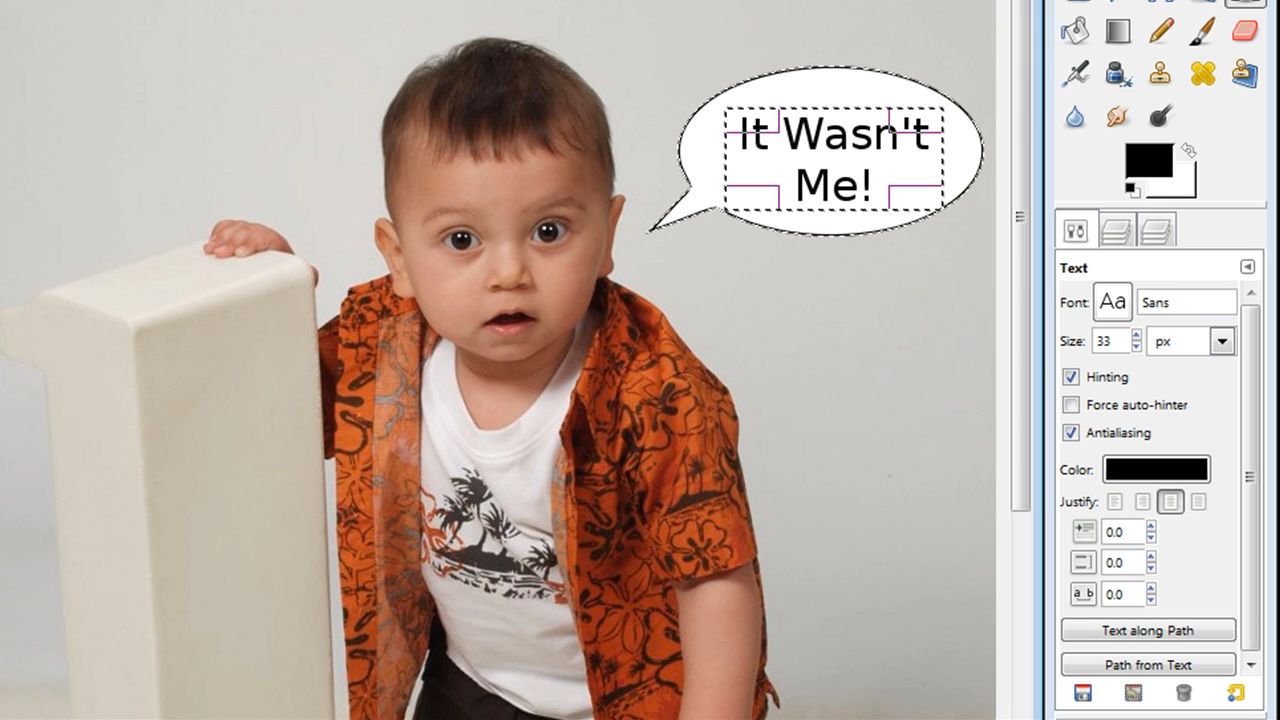 It Wasn't
Me!
Text
Font: Aa Sans
Size: 33 px
Hinting
Force auto-hinter
Antialiasing
Color:
Justify:
0.0
0.0
a_b 0.0
Text along Path
Path from Text